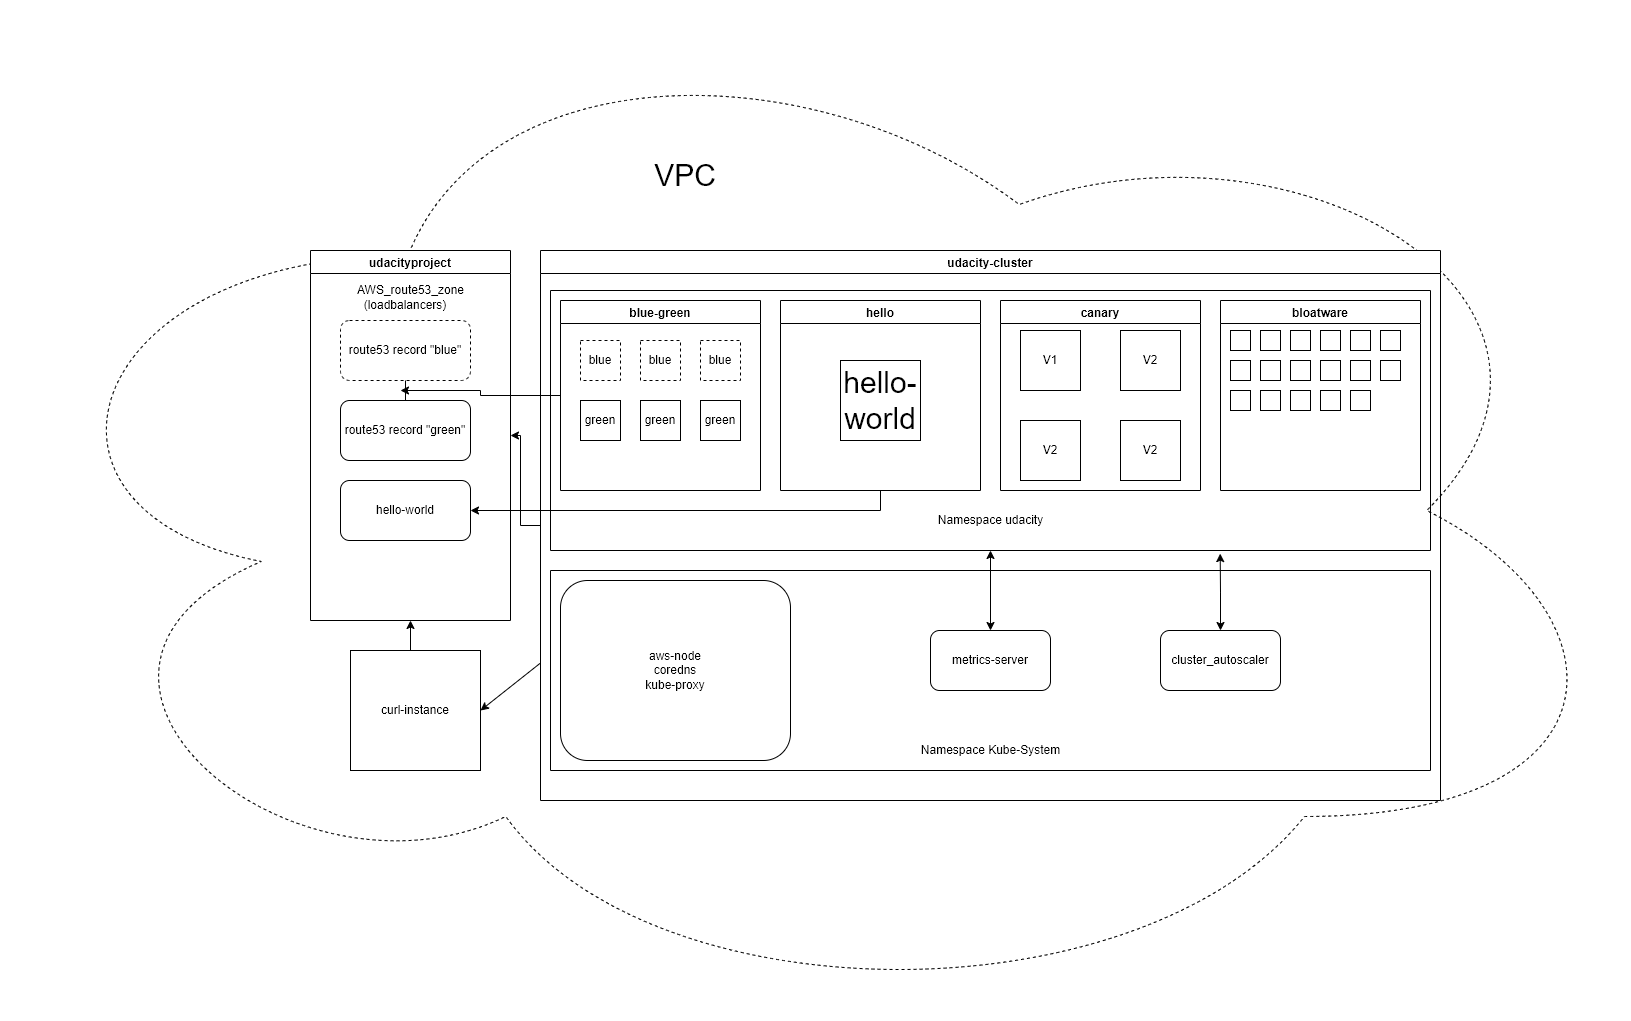 VPC
udacityproject
AWS_route53_zone
(loadbalancers)
route53 record "blue"
route53 record "green"
hello-world
curl-instance
udacity-cluster
blue-green
blue
blue
blue
green
green
green
hello
hello-
world
canary
V1
V2
V2
V2
bloatware
Namespace udacity
aws-node
coredns
kube-proxy
metrics-server
cluster_autoscaler
Namespace Kube-System